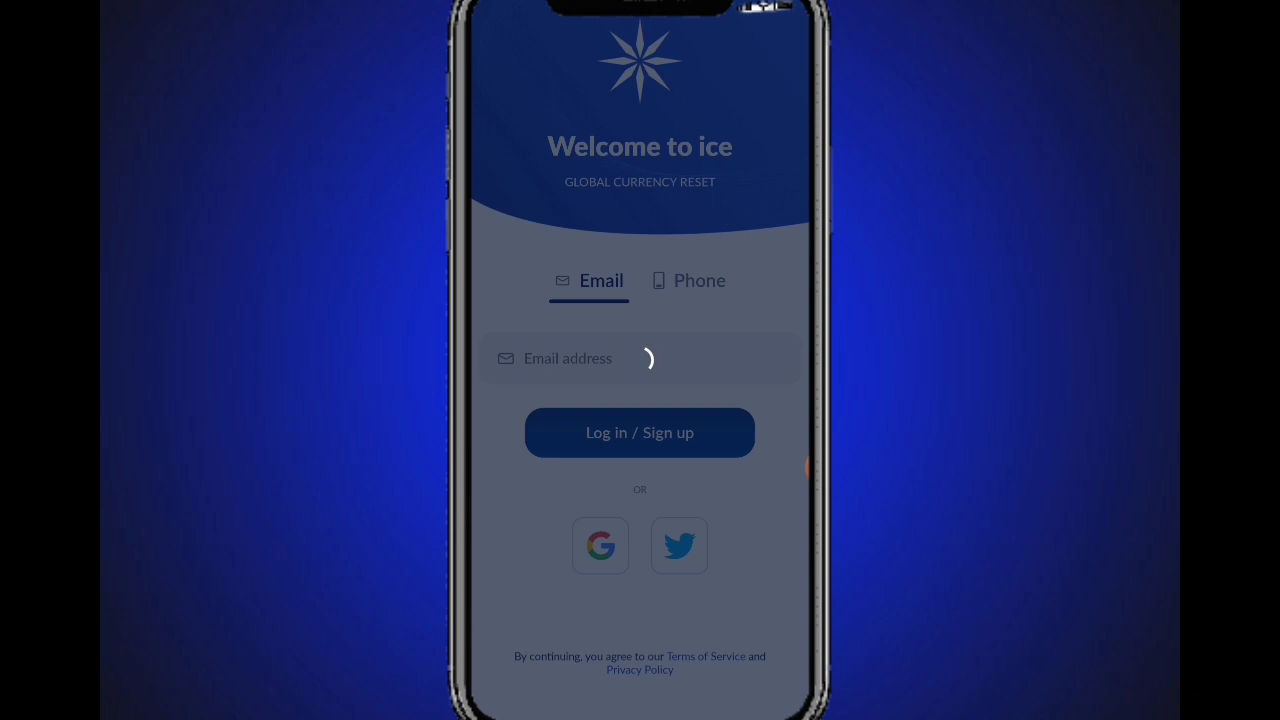 Welcome to ice
GLOBAL CURRENCY RESET
Email Phone
Email address
Log in / Sign up
OR
By continuing, you agree to our Terms of Service and
Privacy Policy